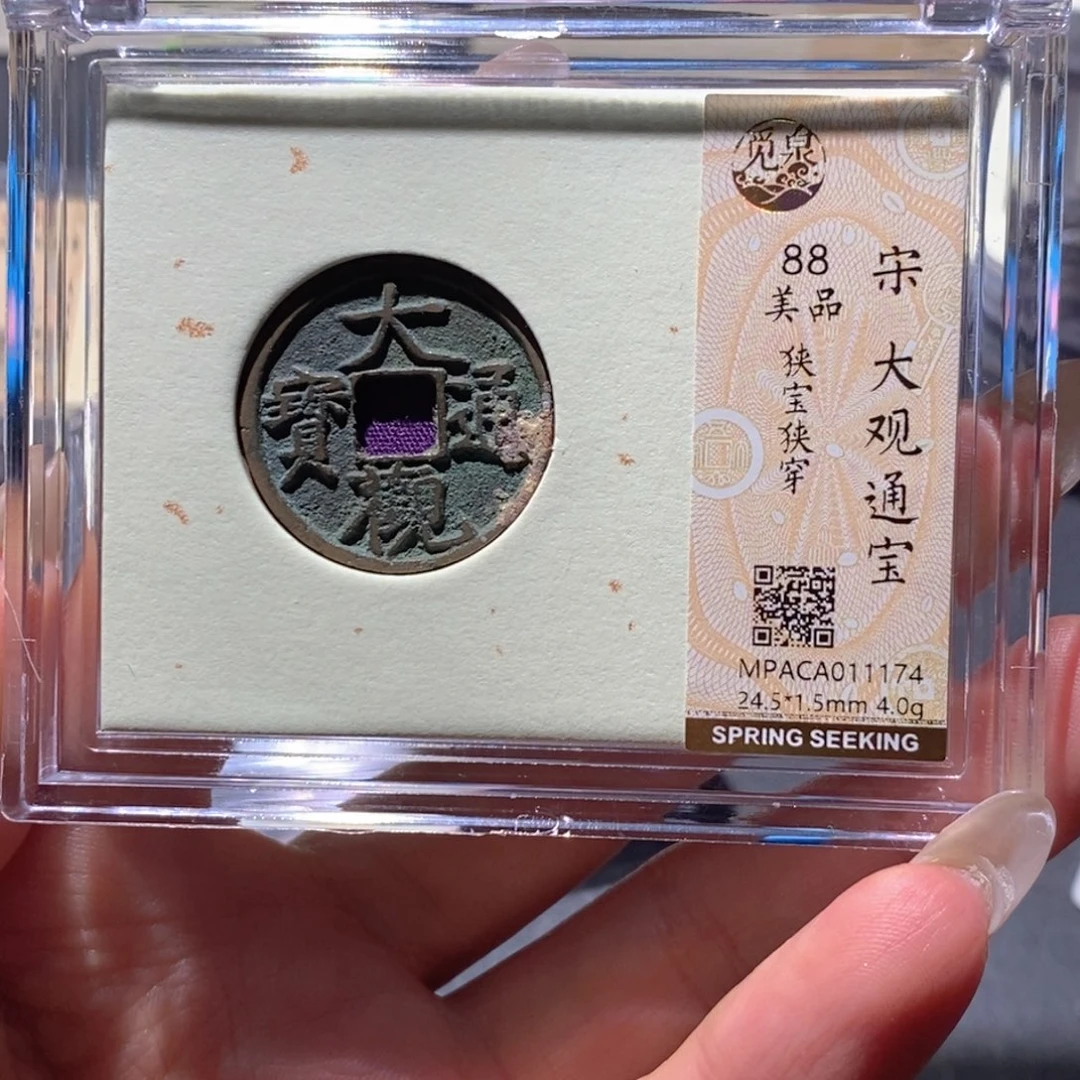 大觀通寶
觅泉
宋 大观通宝
88
美品
狭宝狭穿
MPACA011174
24.5*1.5mm 4.0g
SPRING SEEKING